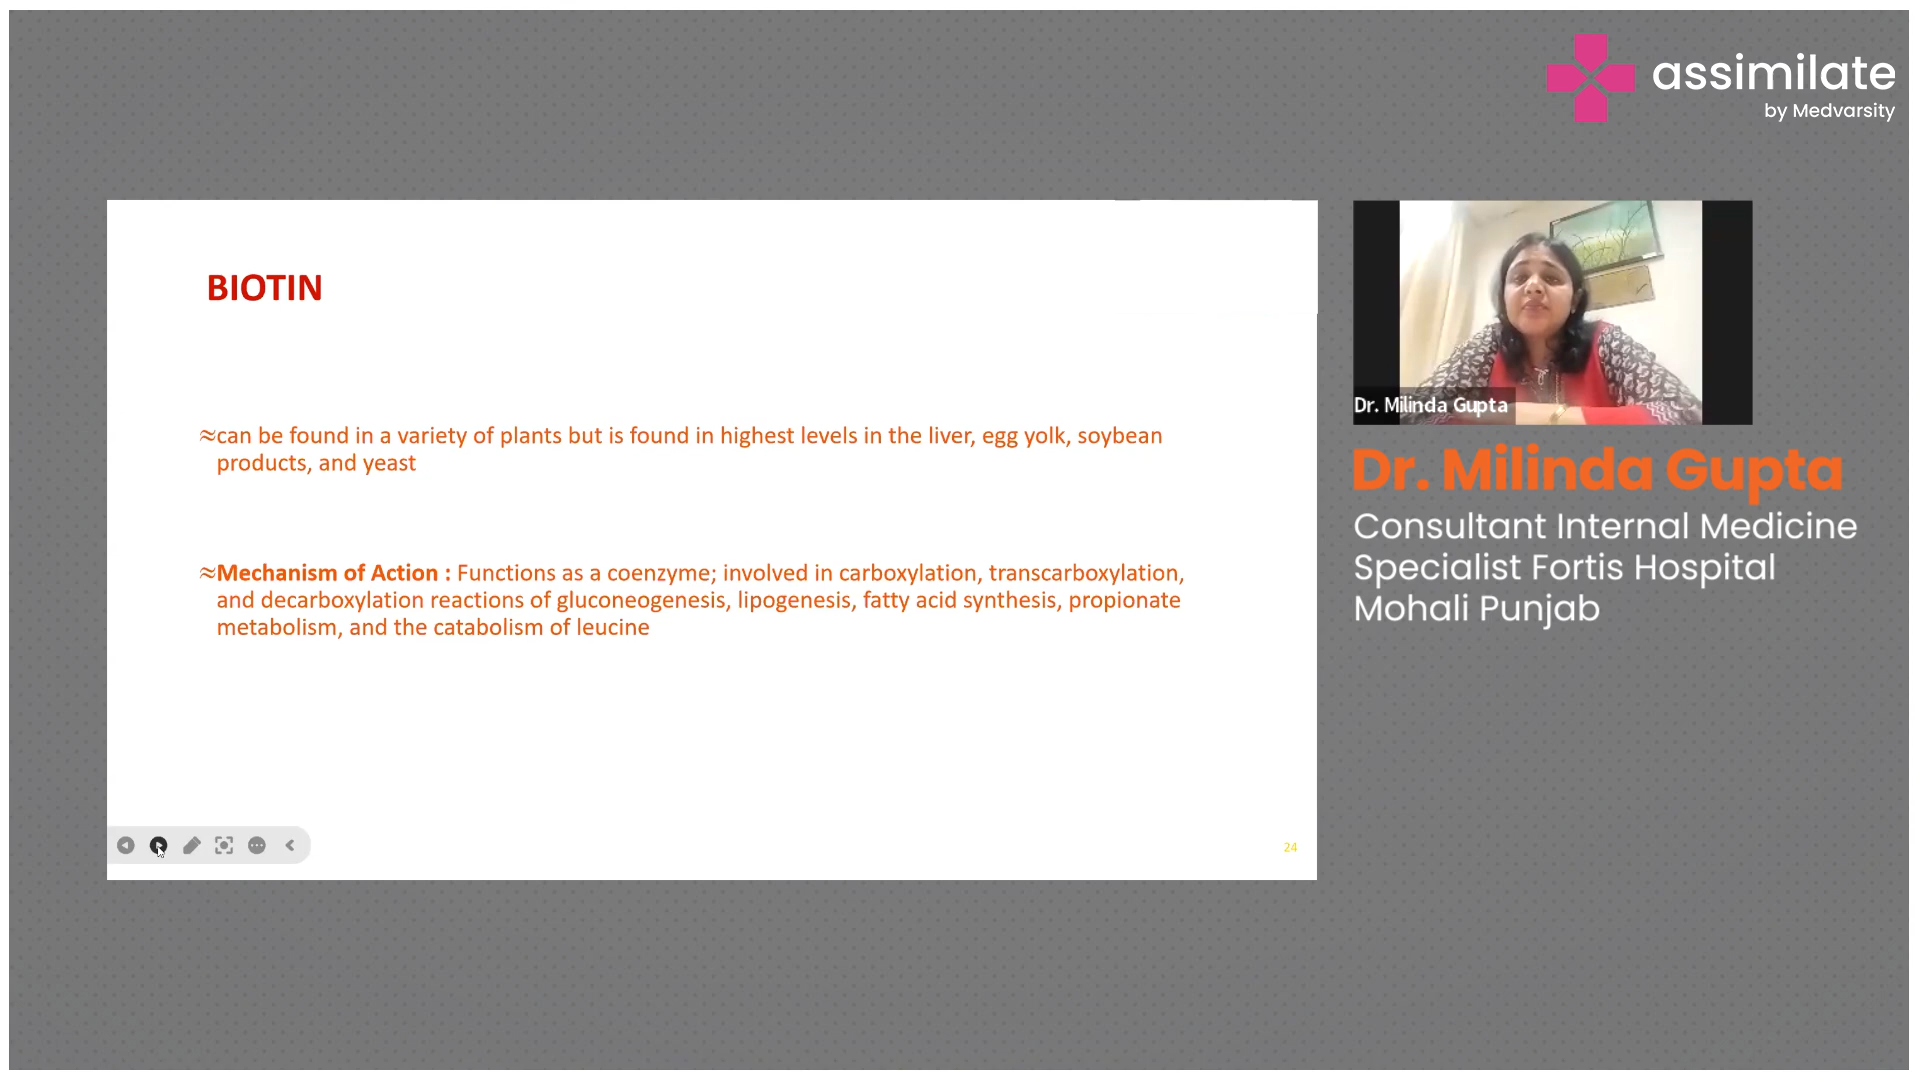 assimilate
by Medvarsity
BIOTIN
≈can be found in a variety of plants but is found in highest levels in the liver, egg yolk, soybean
products, and yeast
≈Mechanism of Action : Functions as a coenzyme; involved in carboxylation, transcarboxylation,
and decarboxylation reactions of gluconeogenesis, lipogenesis, fatty acid synthesis, propionate
metabolism, and the catabolism of leucine
24
Dr. Milinda Gupta
Dr. Milinda Gupta
Consultant Internal Medicine
Specialist Fortis Hospital
Mohali Punjab